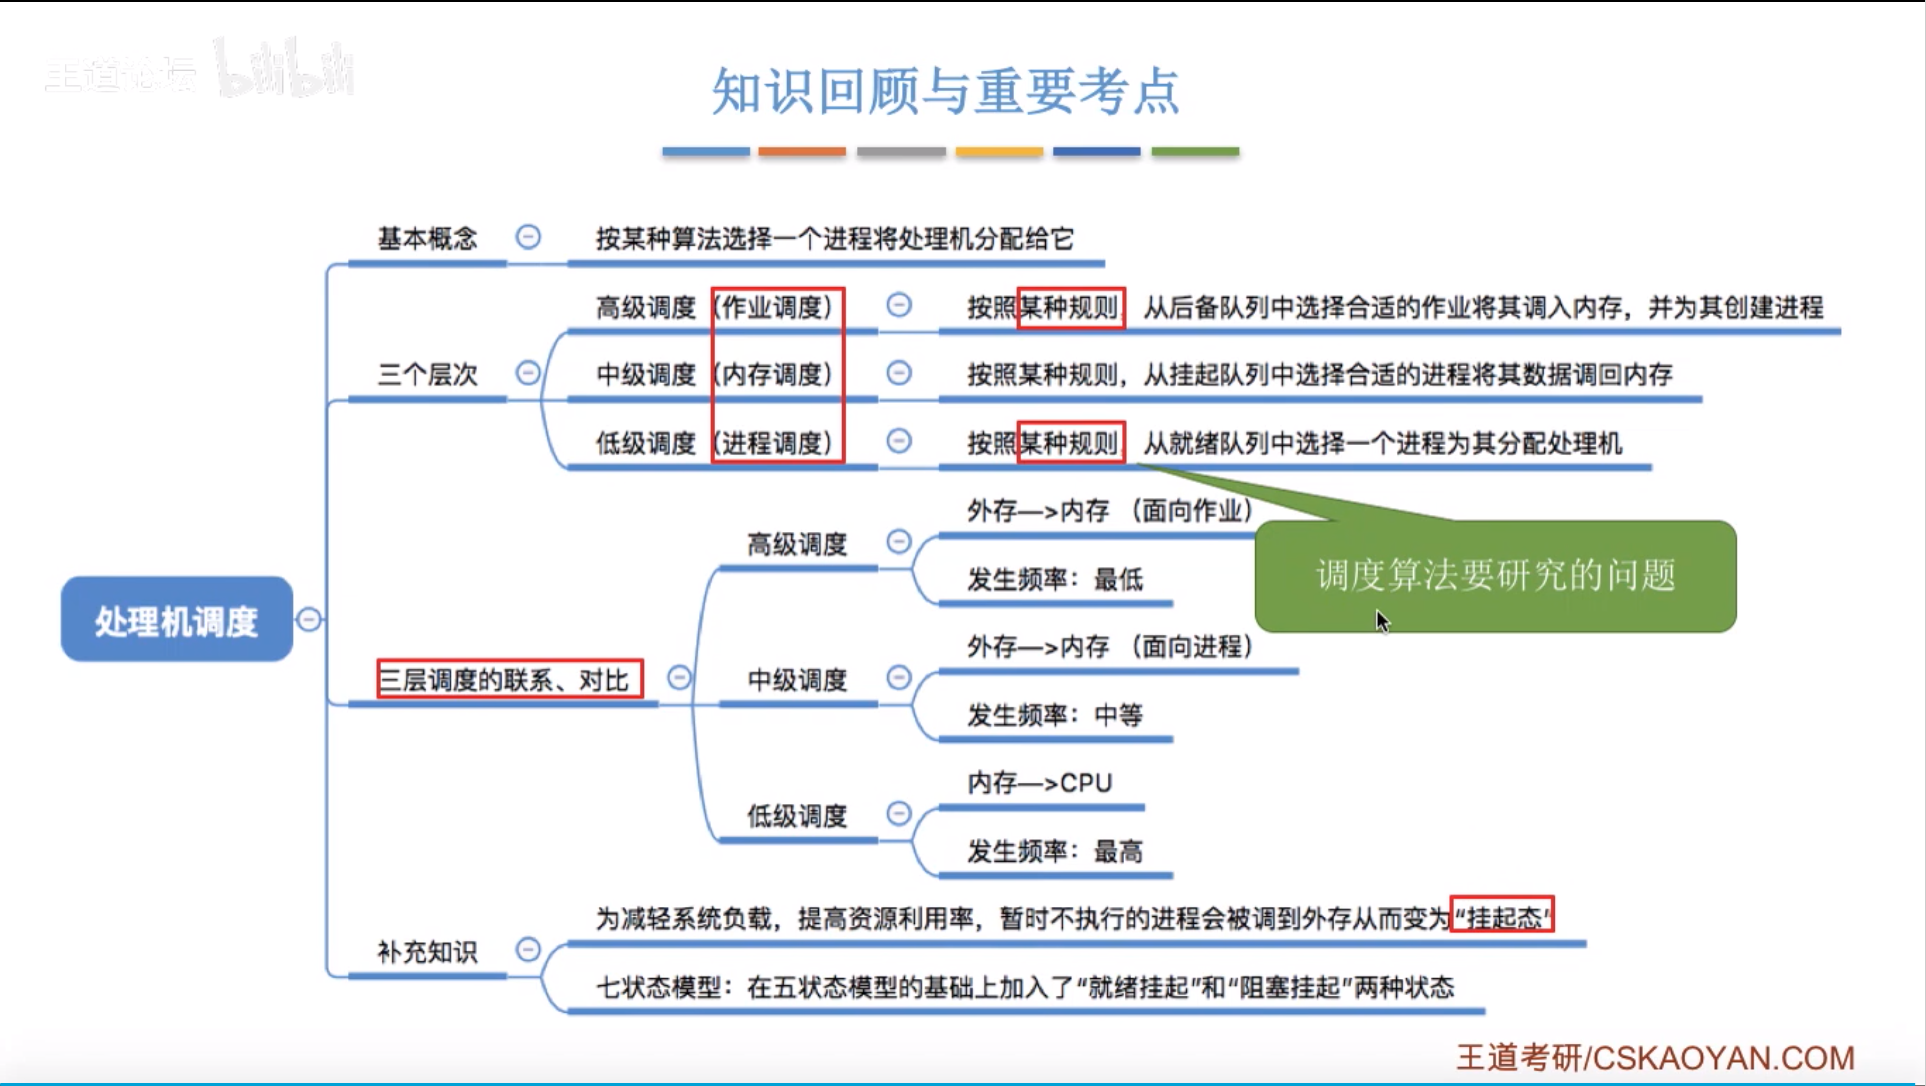 王道论坛 bilibili
知识回顾与重要考点
基本概念
按某种算法选择一个进程将处理机分配给它
高级调度（作业调度）
按照某种规则，从后备队列中选择合适的作业将其调入内存，并为其创建进程
三个层次
中级调度（内存调度）
按照某种规则，从挂起队列中选择合适的进程将其数据调回内存
低级调度（进程调度）
按照某种规则，从就绪队列中选择一个进程为其分配处理机
外存—>内存 （面向作业）
高级调度
发生频率：最低
调度算法要研究的问题
处理机调度
外存—>内存 （面向进程）
三层调度的联系、对比
中级调度
发生频率：中等
内存—>CPU
低级调度
发生频率：最高
为减轻系统负载，提高资源利用率，暂时不执行的进程会被调到外存从而变为“挂起态”
补充知识
七状态模型：在五状态模型的基础上加入了“就绪挂起”和“阻塞挂起”两种状态
王道考研/CSKAOYAN.COM